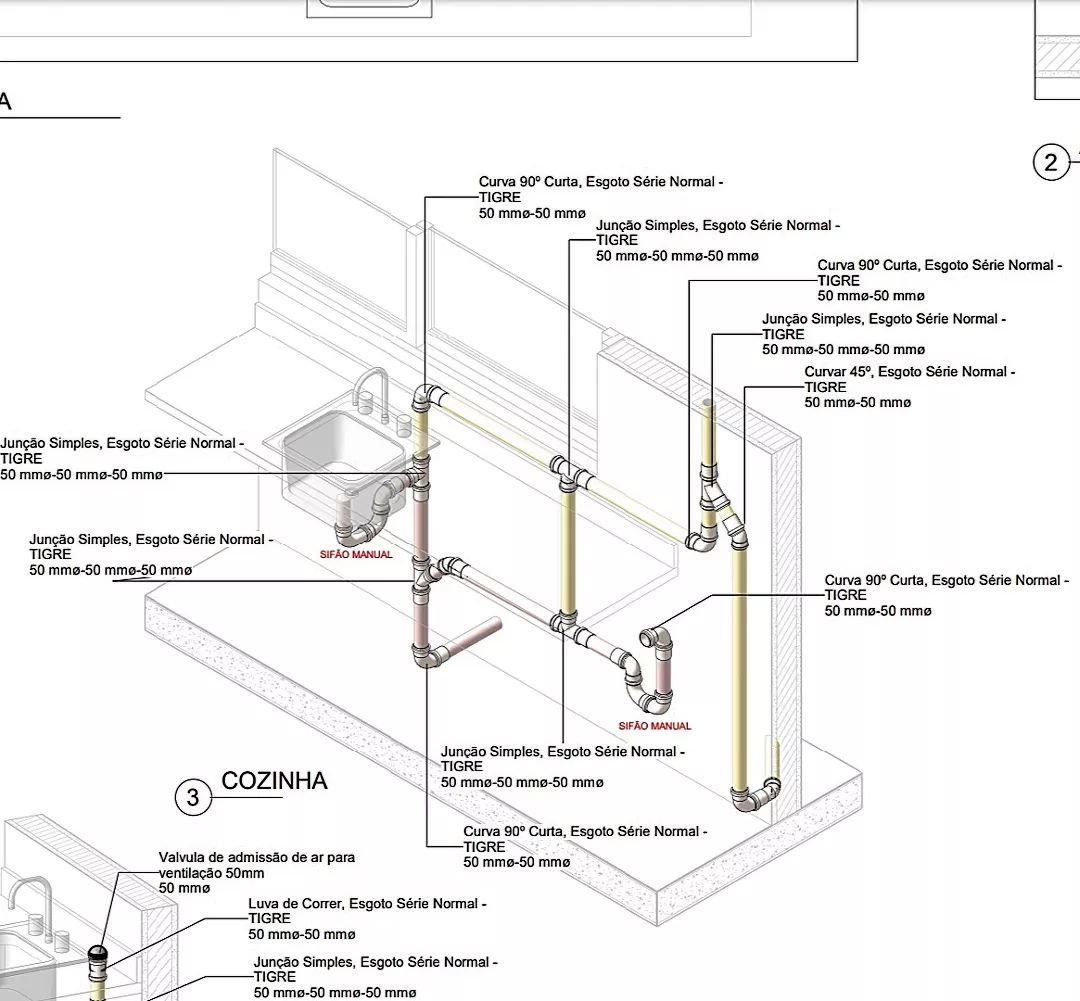 A
2
Curva 90º Curta, Esgoto Série Normal -
TIGRE
50 mmø-50 mmø
Junção Simples, Esgoto Série Normal -
TIGRE
50 mmø-50 mmø-50 mmø
Curva 90º Curta, Esgoto Série Normal -
TIGRE
50 mmø-50 mmø
Junção Simples, Esgoto Série Normal -
TIGRE
50 mmø-50 mmø-50 mmø
Curvar 45º, Esgoto Série Normal -
TIGRE
50 mmø-50 mmø
Junção Simples, Esgoto Série Normal -
TIGRE
50 mmø-50 mmø-50 mmø
SIFÃO MANUAL
Junção Simples, Esgoto Série Normal -
TIGRE
50 mmø-50 mmø-50 mmø
Curva 90º Curta, Esgoto Série Normal -
TIGRE
50 mmø-50 mmø
SIFÃO MANUAL
Junção Simples, Esgoto Série Normal -
TIGRE
50 mmø-50 mmø-50 mmø
3
COZINHA
Curva 90º Curta, Esgoto Série Normal -
TIGRE
50 mmø-50 mmø
Valvula de admissão de ar para
ventilação 50mm
50 mmø
Luva de Correr, Esgoto Série Normal -
TIGRE
50 mmø-50 mmø
Junção Simples, Esgoto Série Normal -
TIGRE
50 mmø-50 mmø-50 mmø